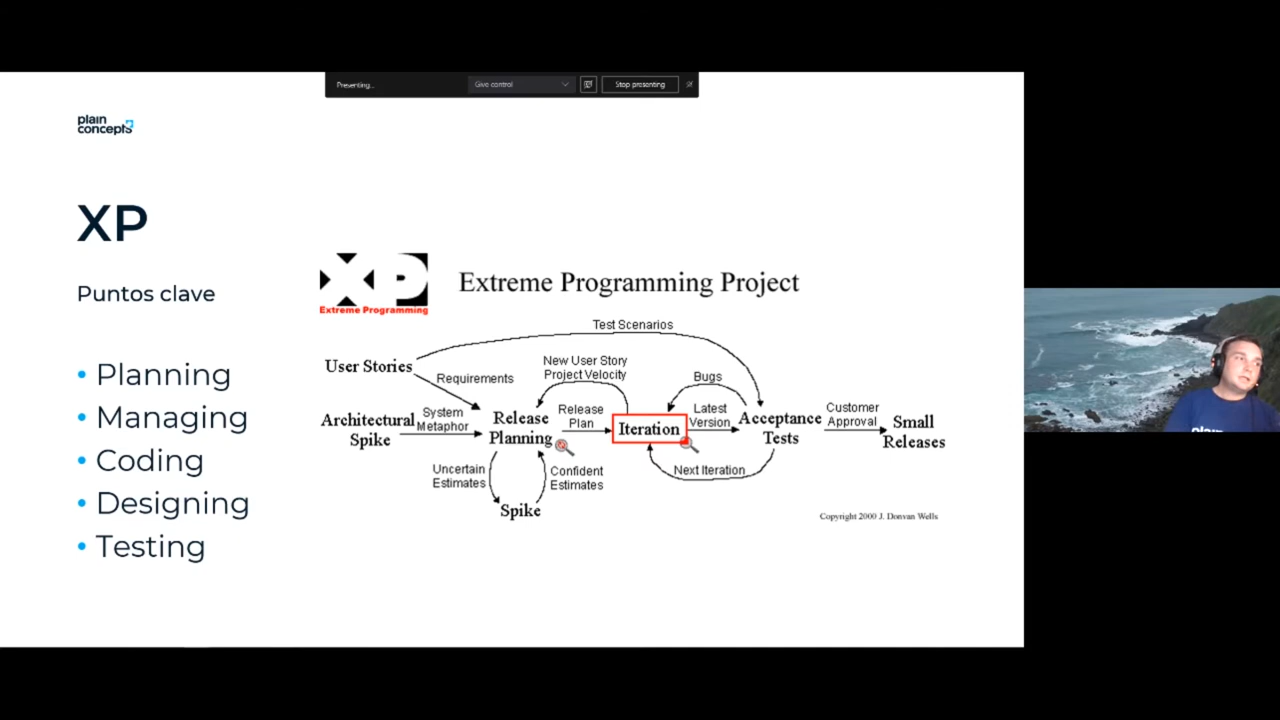 Presenting...
Give control
Stop presenting
plain
concepts
XP
Puntos clave
• Planning
• Managing
• Coding
• Designing
• Testing
XP
Extreme Programming
Extreme Programming Project
Test Scenarios
User Stories
Requirements
New User Story
Project Velocity
Bugs
Architectural
Spike
System
Metaphor
Release
Planning
Release
Plan
Iteration
Latest
Version
Acceptance
Tests
Customer
Approval
Small
Releases
Uncertain
Estimates
Confident
Estimates
Next Iteration
Spike
Copyright 2000 J. Donvan Wells
plain